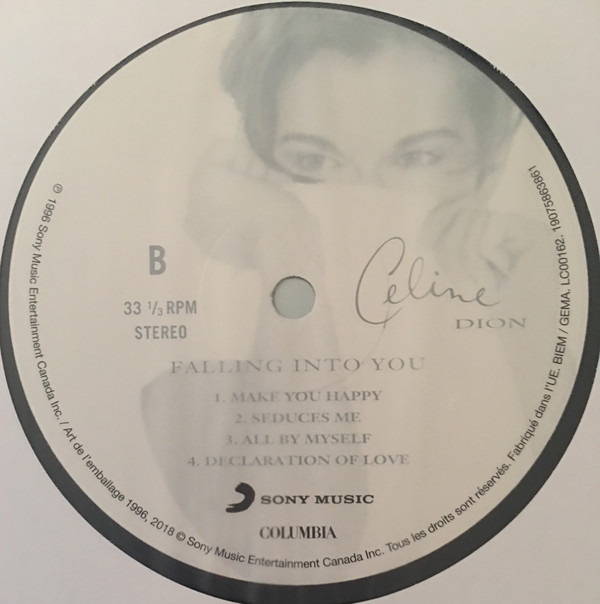 B
33 ⅓ RPM
STEREO
Celine
DION
FALLING INTO YOU
1. MAKE YOU HAPPY
2. SEDUCES ME
3. ALL BY MYSELF
4. DECLARATION OF LOVE
SONY MUSIC
COLUMBIA
℗ 1996 Sony Music Entertainment Canada Inc. / Art de l'emballage 1996, 2018 © Sony Music Entertainment Canada Inc. Tous les droits sont réservés. Fabriqué dans l'UE. BIEM / GEMA. LC00162. 19075863861